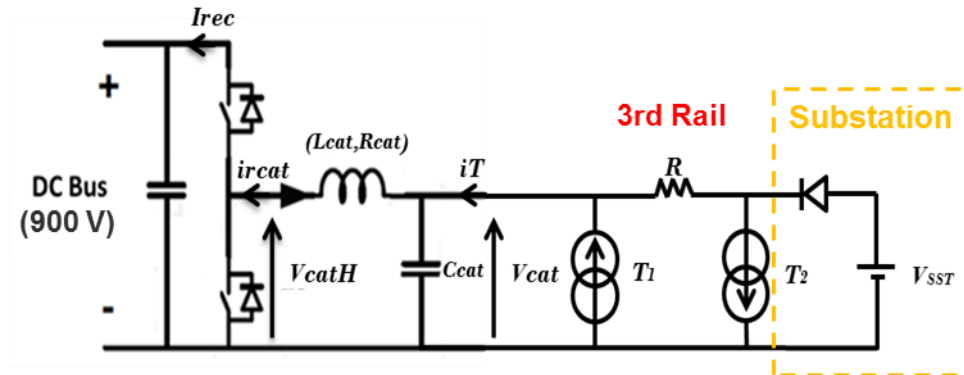 Irec
+
3rd Rail
Substation
(Lcat,Rcat)
ircat
iT
R
DC Bus
(900 V)
VcatH
Ccat
Vcat
T1
T2
VSST
-